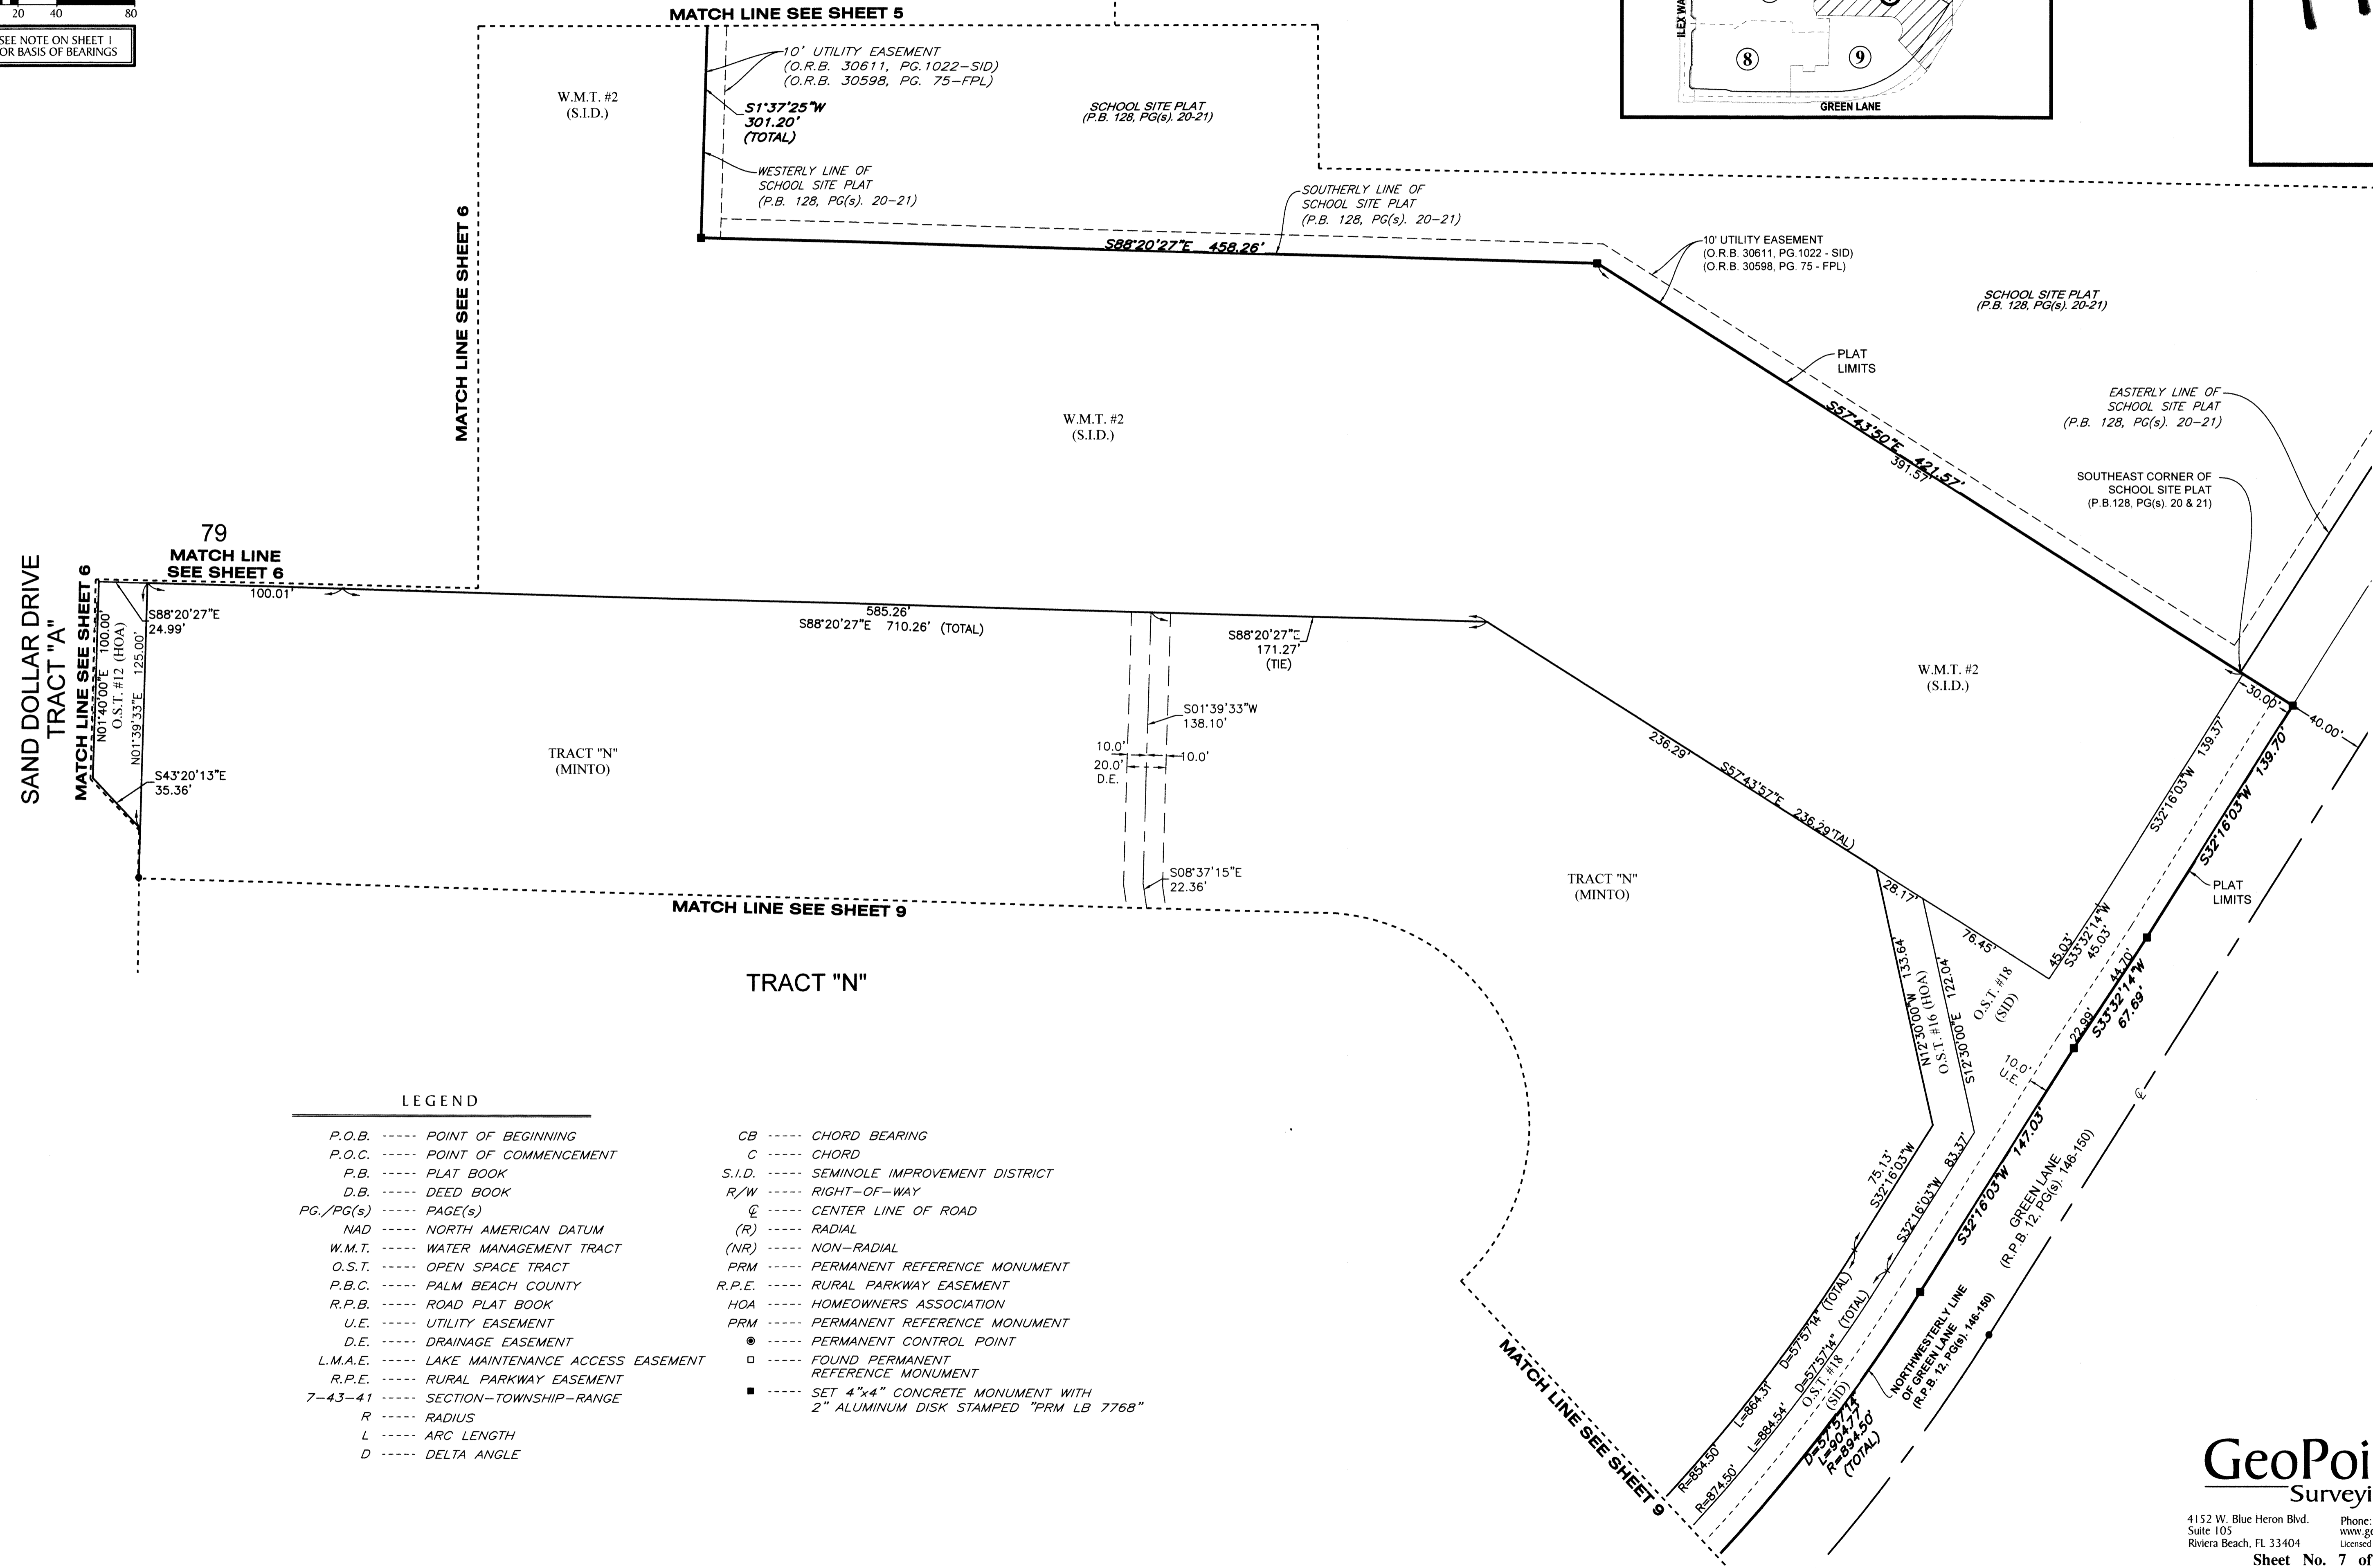 20 40 80
SEE NOTE ON SHEET 1
OR BASIS OF BEARINGS
MATCH LINE SEE SHEET 5
10' UTILITY EASEMENT
(O.R.B. 30611, PG.1022-SID)
(O.R.B. 30598, PG. 75-FPL)
W.M.T. #2
(S.I.D.)
S1°37'25"W
301.20'
(TOTAL)
SCHOOL SITE PLAT
(P.B. 128, PG(s). 20-21)
WESTERLY LINE OF
SCHOOL SITE PLAT
(P.B. 128, PG(s). 20-21)
SOUTHERLY LINE OF
SCHOOL SITE PLAT
(P.B. 128, PG(s). 20-21)
S88°20'27"E 458.26'
ILEX WA
8
9
GREEN LANE
10' UTILITY EASEMENT
(O.R.B. 30611, PG.1022 - SID)
(O.R.B. 30598, PG. 75 - FPL)
SCHOOL SITE PLAT
(P.B. 128, PG(s). 20-21)
PLAT
LIMITS
EASTERLY LINE OF
SCHOOL SITE PLAT
(P.B. 128, PG(s). 20-21)
SOUTHEAST CORNER OF
SCHOOL SITE PLAT
(P.B.128, PG(s). 20 & 21)
S57°43'50"E 421.57'
391.57'
MATCH LINE SEE SHEET 6
W.M.T. #2
(S.I.D.)
79
MATCH LINE
SEE SHEET 6
SAND DOLLAR DRIVE
TRACT "A"
MATCH LINE SEE SHEET 6
N01°40'00"E 100.00'
O.S.T. #12 (HOA)
N01°39'33"E 125.00'
S88°20'27"E
24.99'
S43°20'13"E
35.36'
100.01'
585.26'
S88°20'27"E 710.26' (TOTAL)
S88°20'27"E
171.27'
(TIE)
S01°39'33"W
138.10'
10.0'
10.0'
20.0'
D.E.
S08°37'15"E
22.36'
TRACT "N"
(MINTO)
MATCH LINE SEE SHEET 9
TRACT "N"
W.M.T. #2
(S.I.D.)
30.00'
40.00'
236.29'
S57°43'57"E 236.29'TAL)
S32°16'03"W 139.37'
S32°16'03"W 139.70'
PLAT
LIMITS
TRACT "N"
(MINTO)
28.17'
76.45'
45.03'
S33°32'14"W
45.03'
44.70'
S33°32'14"W
67.69'
22.99'
N12°30'00"W 133.64'
O.S.T. #16 (HOA)
S12°30'00"E 122.04'
O.S.T. #18
(SID)
10.0'
U.E.
75.13'
S32°16'03"W
S32°16'03"W 83.37'
S32°16'03"W 147.03'
GREEN LANE
(R.P.B. 12, PG(s). 146-150)
℄
NORTHWESTERLY LINE
OF GREEN LANE
(R.P.B. 12, PG(s). 146-150)
R=854.50' L=864.31' D=57°57'14" (TOTAL)
R=874.50' L=884.54' D=57°57'14" (TOTAL)
O.S.T. #18
(SID)
D=57°57'14"
L=904.77'
R=894.50'
(TOTAL)
MATCH LINE SEE SHEET 9
LEGEND
P.O.B. ----- POINT OF BEGINNING
P.O.C. ----- POINT OF COMMENCEMENT
P.B. ----- PLAT BOOK
D.B. ----- DEED BOOK
PG./PG(s) ----- PAGE(s)
NAD ----- NORTH AMERICAN DATUM
W.M.T. ----- WATER MANAGEMENT TRACT
O.S.T. ----- OPEN SPACE TRACT
P.B.C. ----- PALM BEACH COUNTY
R.P.B. ----- ROAD PLAT BOOK
U.E. ----- UTILITY EASEMENT
D.E. ----- DRAINAGE EASEMENT
L.M.A.E. ----- LAKE MAINTENANCE ACCESS EASEMENT
R.P.E. ----- RURAL PARKWAY EASEMENT
7-43-41 ----- SECTION-TOWNSHIP-RANGE
R ----- RADIUS
L ----- ARC LENGTH
D ----- DELTA ANGLE
CB ----- CHORD BEARING
C ----- CHORD
S.I.D. ----- SEMINOLE IMPROVEMENT DISTRICT
R/W ----- RIGHT-OF-WAY
℄ ----- CENTER LINE OF ROAD
(R) ----- RADIAL
(NR) ----- NON-RADIAL
PRM ----- PERMANENT REFERENCE MONUMENT
R.P.E. ----- RURAL PARKWAY EASEMENT
HOA ----- HOMEOWNERS ASSOCIATION
PRM ----- PERMANENT REFERENCE MONUMENT
----- PERMANENT CONTROL POINT
----- FOUND PERMANENT
REFERENCE MONUMENT
----- SET 4"x4" CONCRETE MONUMENT WITH
2" ALUMINUM DISK STAMPED "PRM LB 7768"
GeoPoi
Surveyi
4152 W. Blue Heron Blvd. Phone:
Suite 105 www.ge
Riviera Beach, FL 33404 Licensed
Sheet No. 7 of